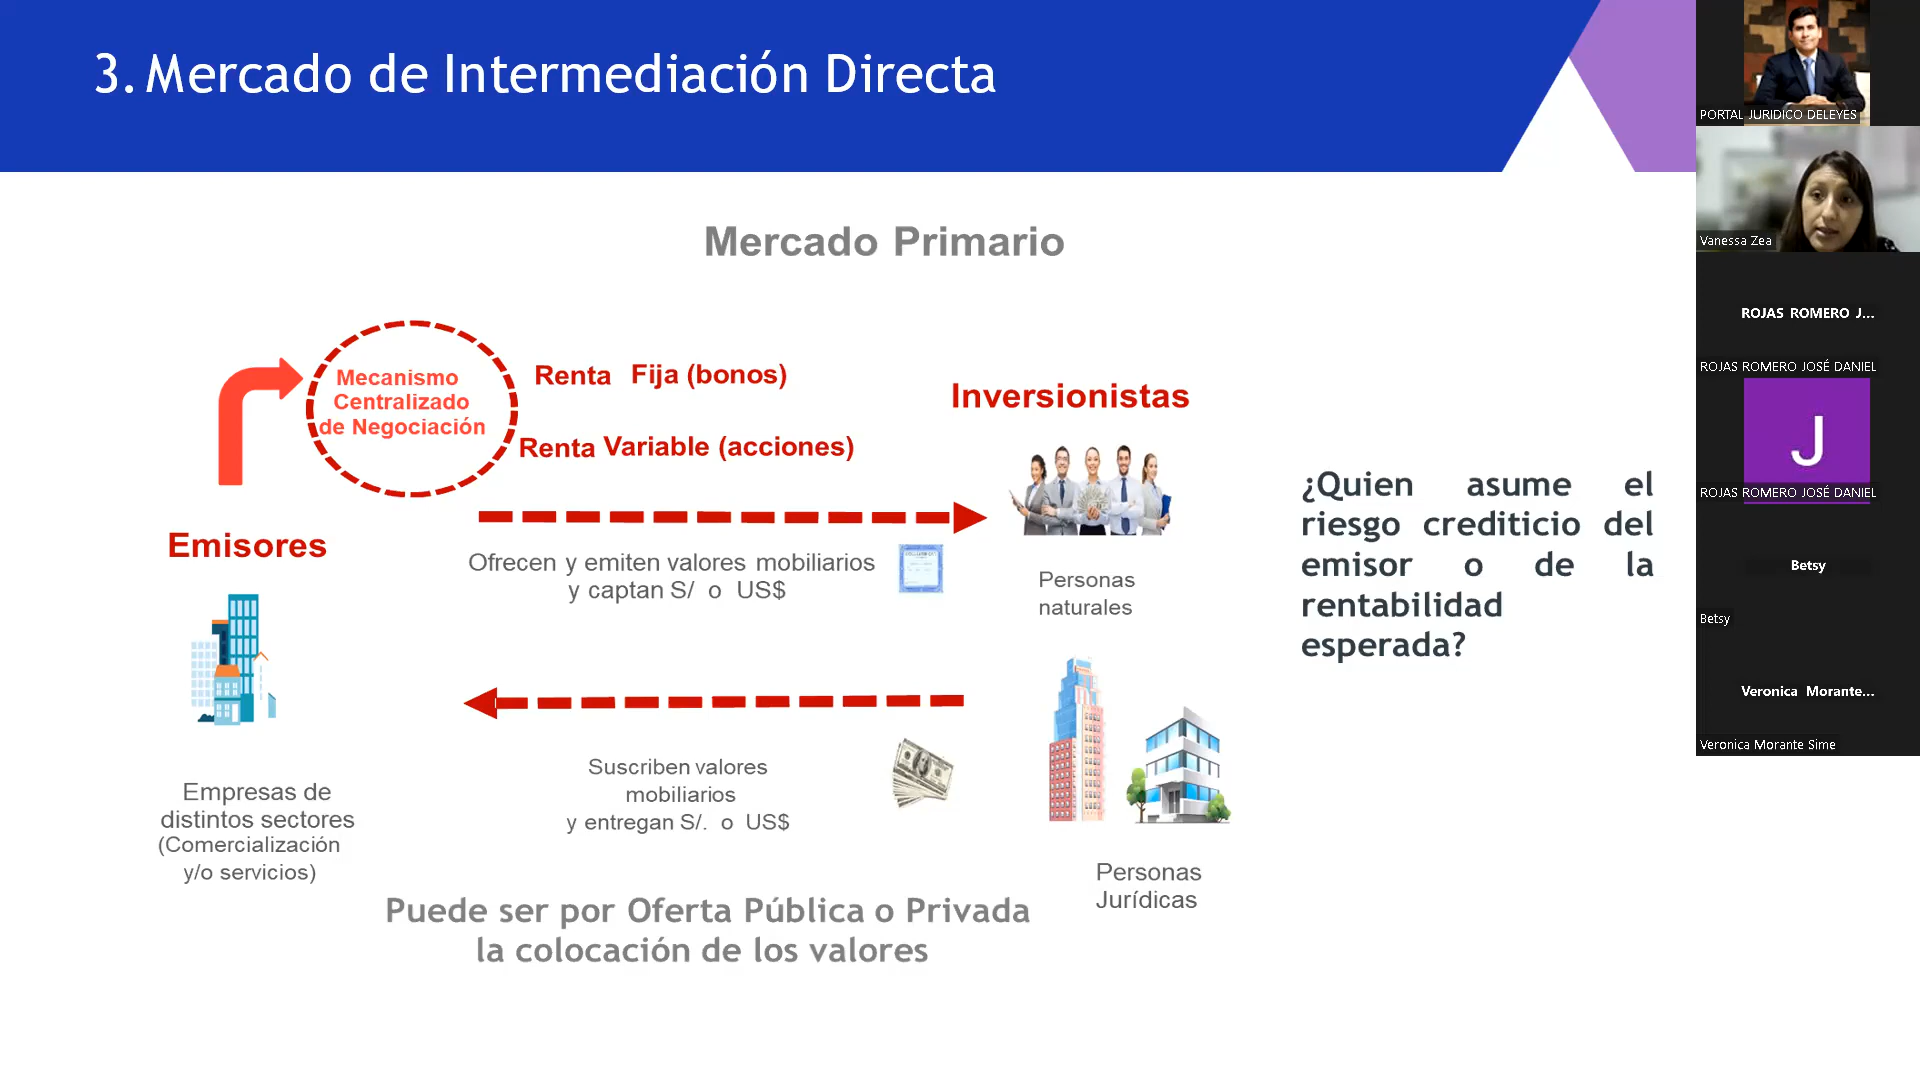 3. Mercado de Intermediación Directa
Mercado Primario
Mecanismo
Centralizado
de Negociación
Renta Fija (bonos)
Renta Variable (acciones)
Inversionistas
Emisores
Ofrecen y emiten valores mobiliarios
y captan S/ o US$
Personas
naturales
¿Quien asume el
riesgo crediticio del
emisor o de la
rentabilidad
esperada?
Suscriben valores
mobiliarios
y entregan S/. o US$
Empresas de
distintos sectores
(Comercialización
y/o servicios)
Personas
Jurídicas
Puede ser por Oferta Pública o Privada
la colocación de los valores
PORTAL JURIDICO DELEYES
Vanessa Zea
ROJAS ROMERO J...
ROJAS ROMERO JOSÉ DANIEL
J
ROJAS ROMERO JOSÉ DANIEL
Betsy
Betsy
Veronica Morante...
Veronica Morante Sime